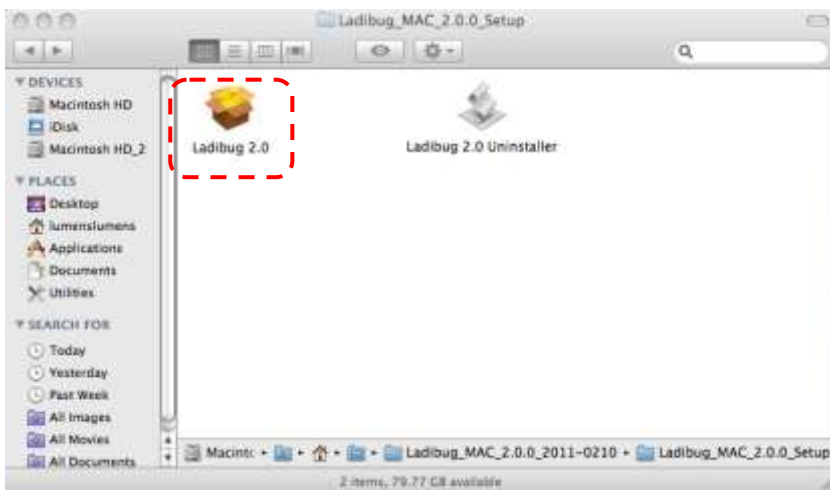 Ladibug_MAC_2.0.0_Setup
DEVICES
Macintosh HD
iDisk
Macintosh HD_2
PLACES
Desktop
lumenslumens
Applications
Documents
Utilities
SEARCH FOR
Today
Yesterday
Past Week
All Images
All Movies
All Documents
Ladibug 2.0
Ladibug 2.0 Uninstaller
Macintc Ladibug_MAC_2.0.0_2011-0210 Ladibug_MAC_2.0.0_Setup
2 items, 79.77 GB available